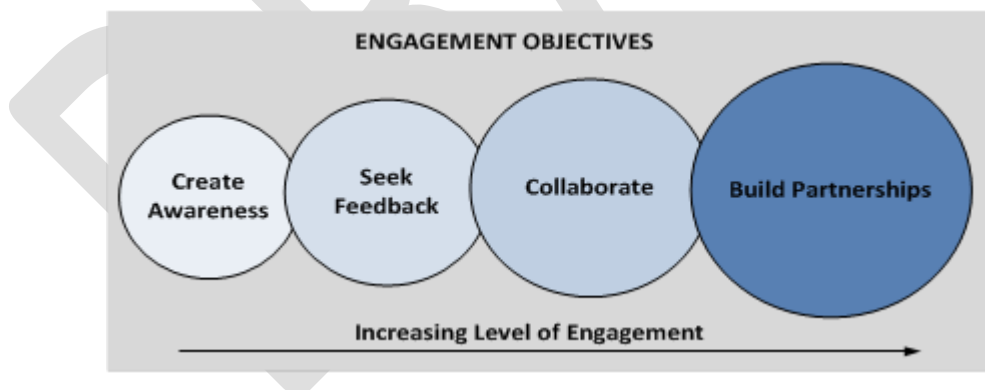 ENGAGEMENT OBJECTIVES
Create
Awareness
Seek
Feedback
Collaborate
Build Partnerships
Increasing Level of Engagement